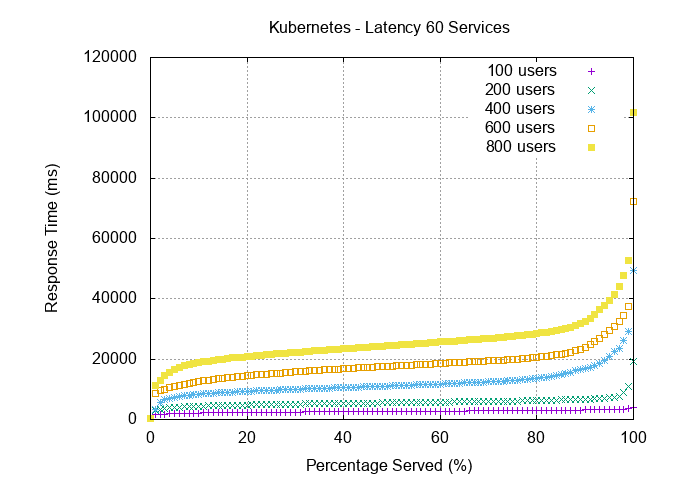 Kubernetes - Latency 60 Services
120000
100000
80000
60000
40000
20000
0
Response Time (ms)
100 users
200 users
400 users
600 users
800 users
0 20 40 60 80 100
Percentage Served (%)